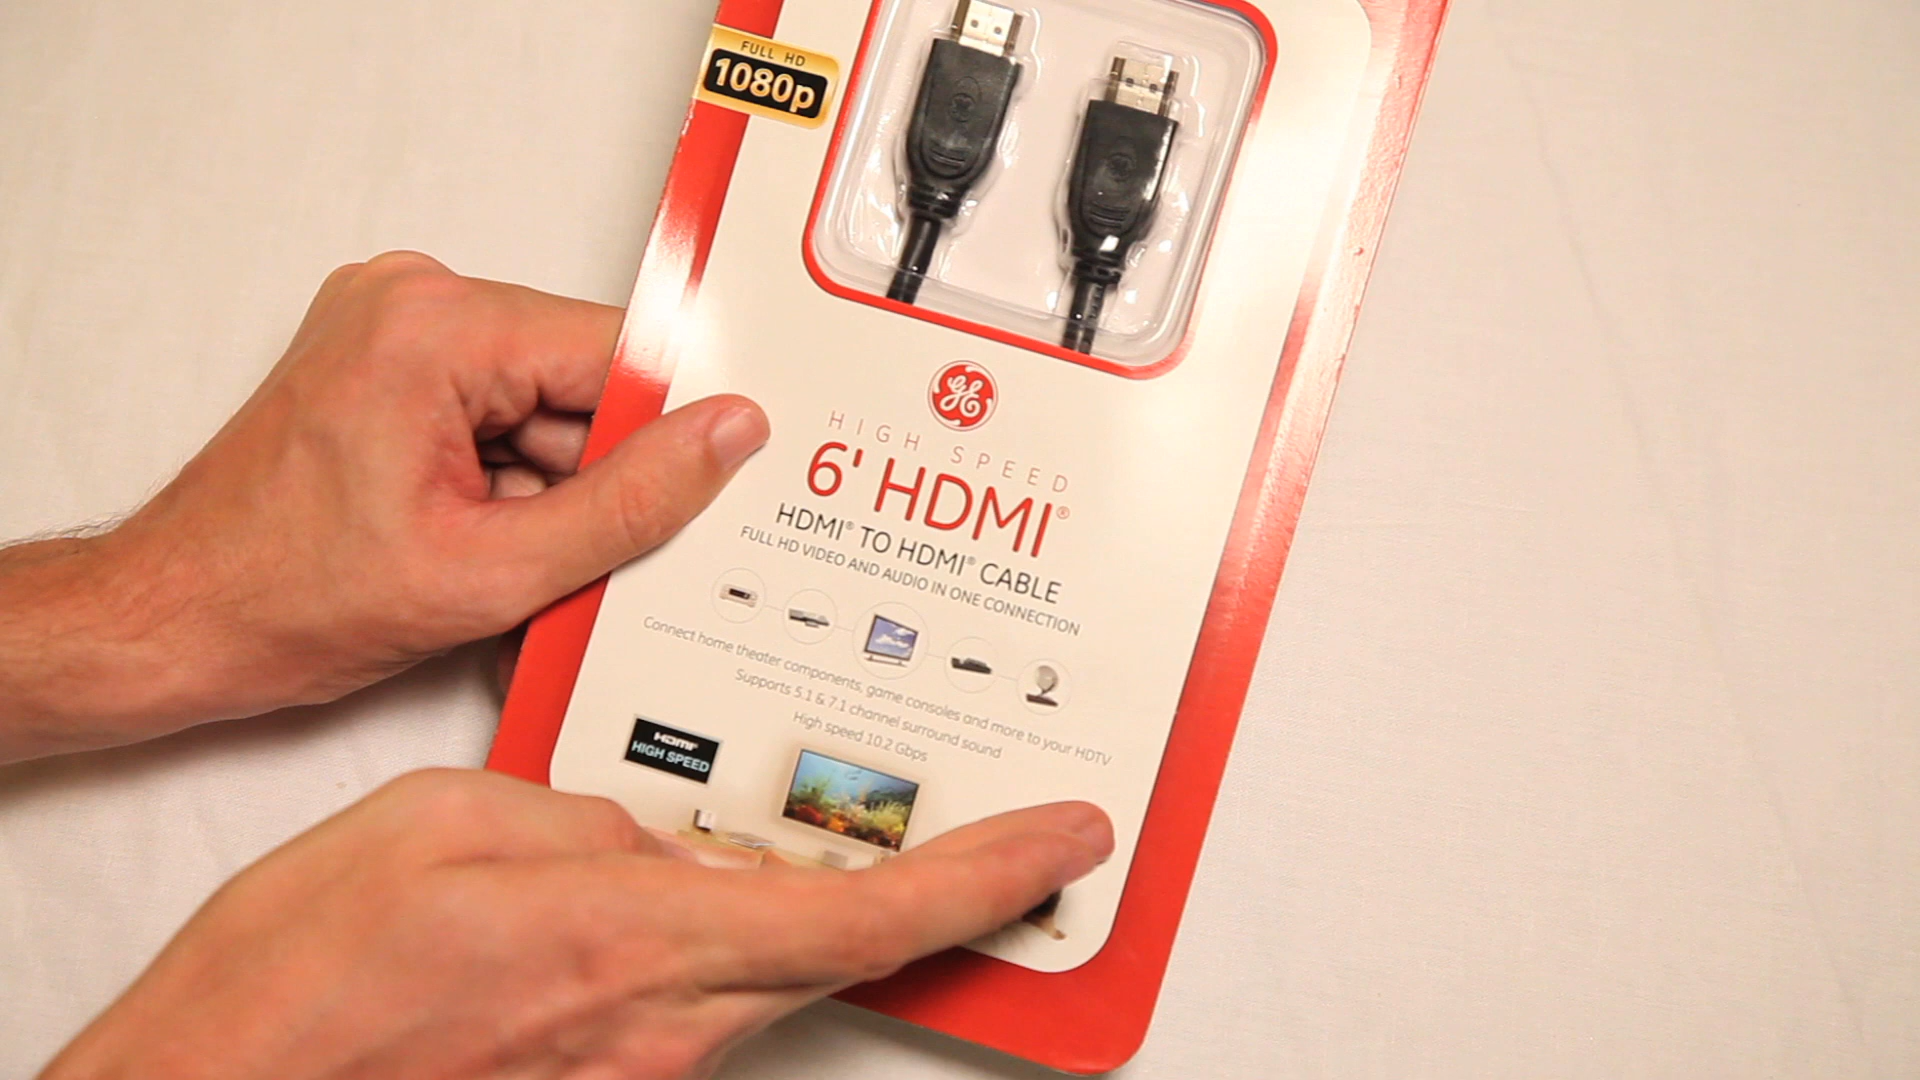 FULL HD
1080p
GE
HIGH SPEED
6' HDMI®
HDMI® TO HDMI® CABLE
FULL HD VIDEO AND AUDIO IN ONE CONNECTION
Connect home theater components, game consoles and more to your HDTV
Supports 5.1 & 7.1 channel surround sound
High speed 10.2 Gbps
HDMI®
HIGH SPEED